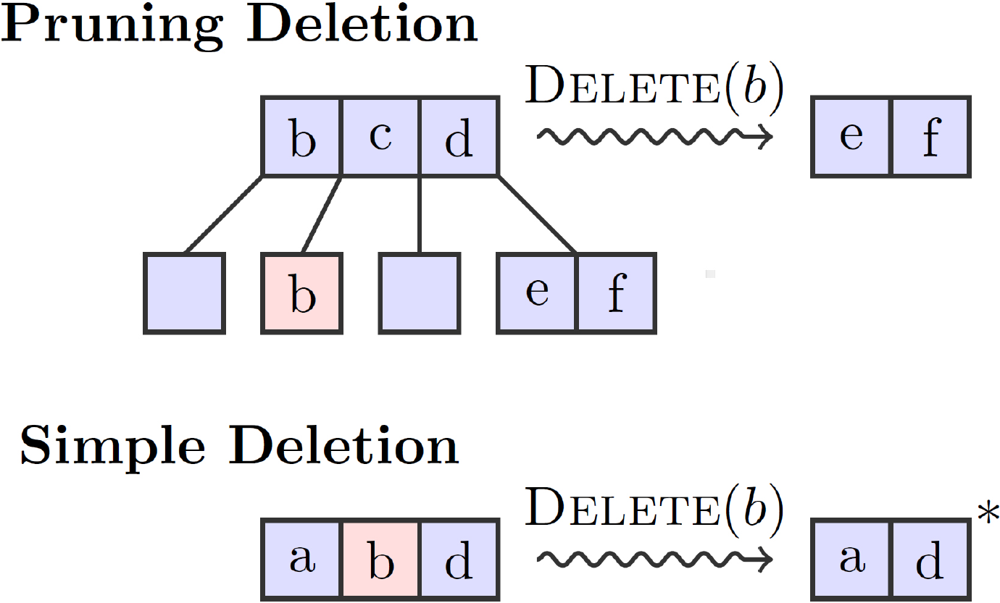 Pruning Deletion
DELETE(b)
b c d
e f
b
e f
Simple Deletion
DELETE(b)
a b d
a d *